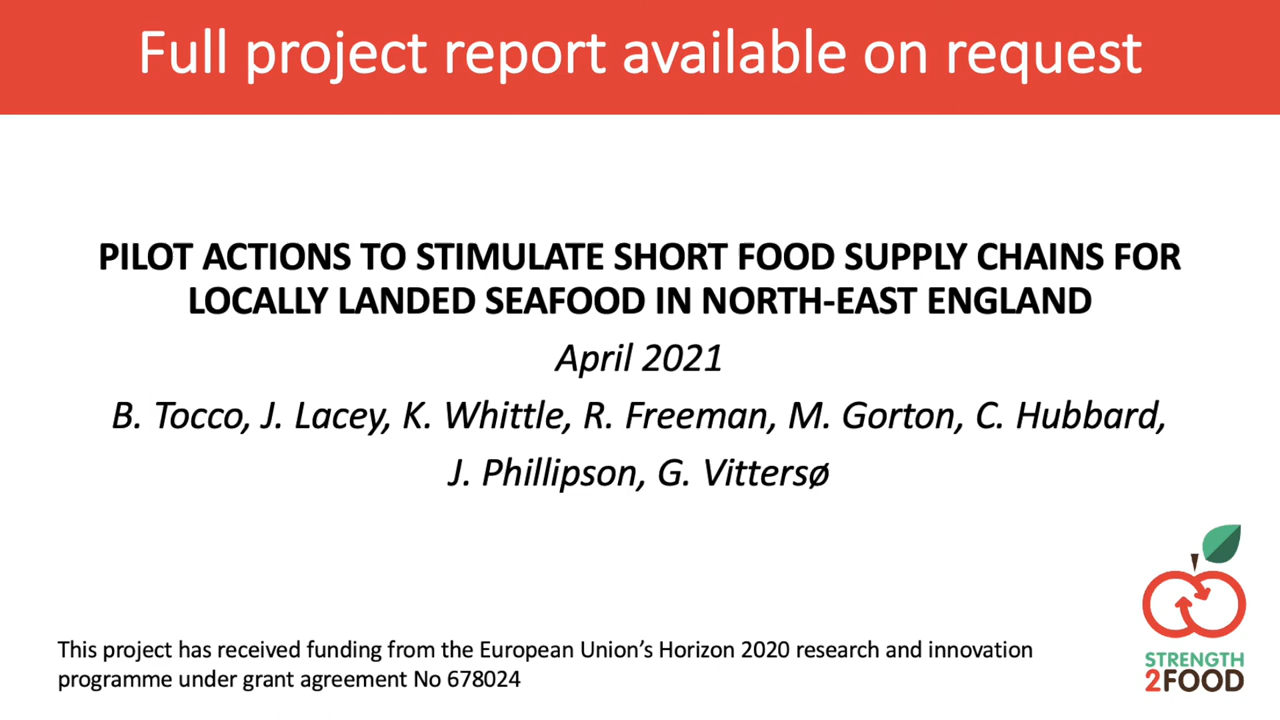 Full project report available on request
PILOT ACTIONS TO STIMULATE SHORT FOOD SUPPLY CHAINS FOR
LOCALLY LANDED SEAFOOD IN NORTH-EAST ENGLAND
April 2021
B. Tocco, J. Lacey, K. Whittle, R. Freeman, M. Gorton, C. Hubbard,
J. Phillipson, G. Vittersø
This project has received funding from the European Union’s Horizon 2020 research and innovation
programme under grant agreement No 678024
STRENGTH
2FOOD